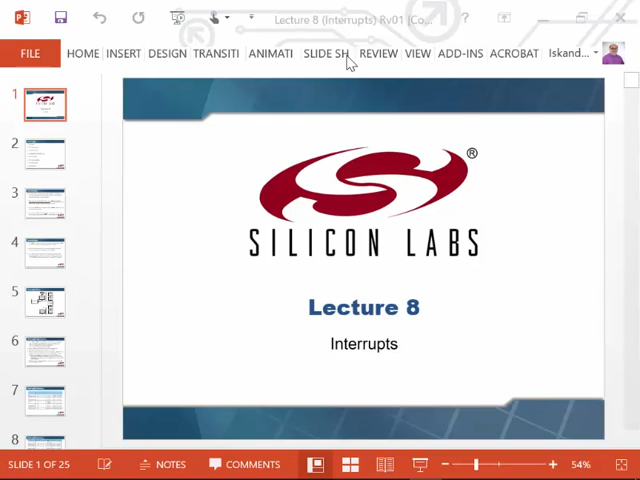 Lecture 8 (Interrupts) Rv01 [Co...
?
FILE HOME INSERT DESIGN TRANSITI ANIMATI SLIDE SH REVIEW VIEW ADD-INS ACROBAT Iskand...
1
2
3
4
5
6
7
8
®
SILICON LABS
Lecture 8
Interrupts
SLIDE 1 OF 25 NOTES COMMENTS 54%